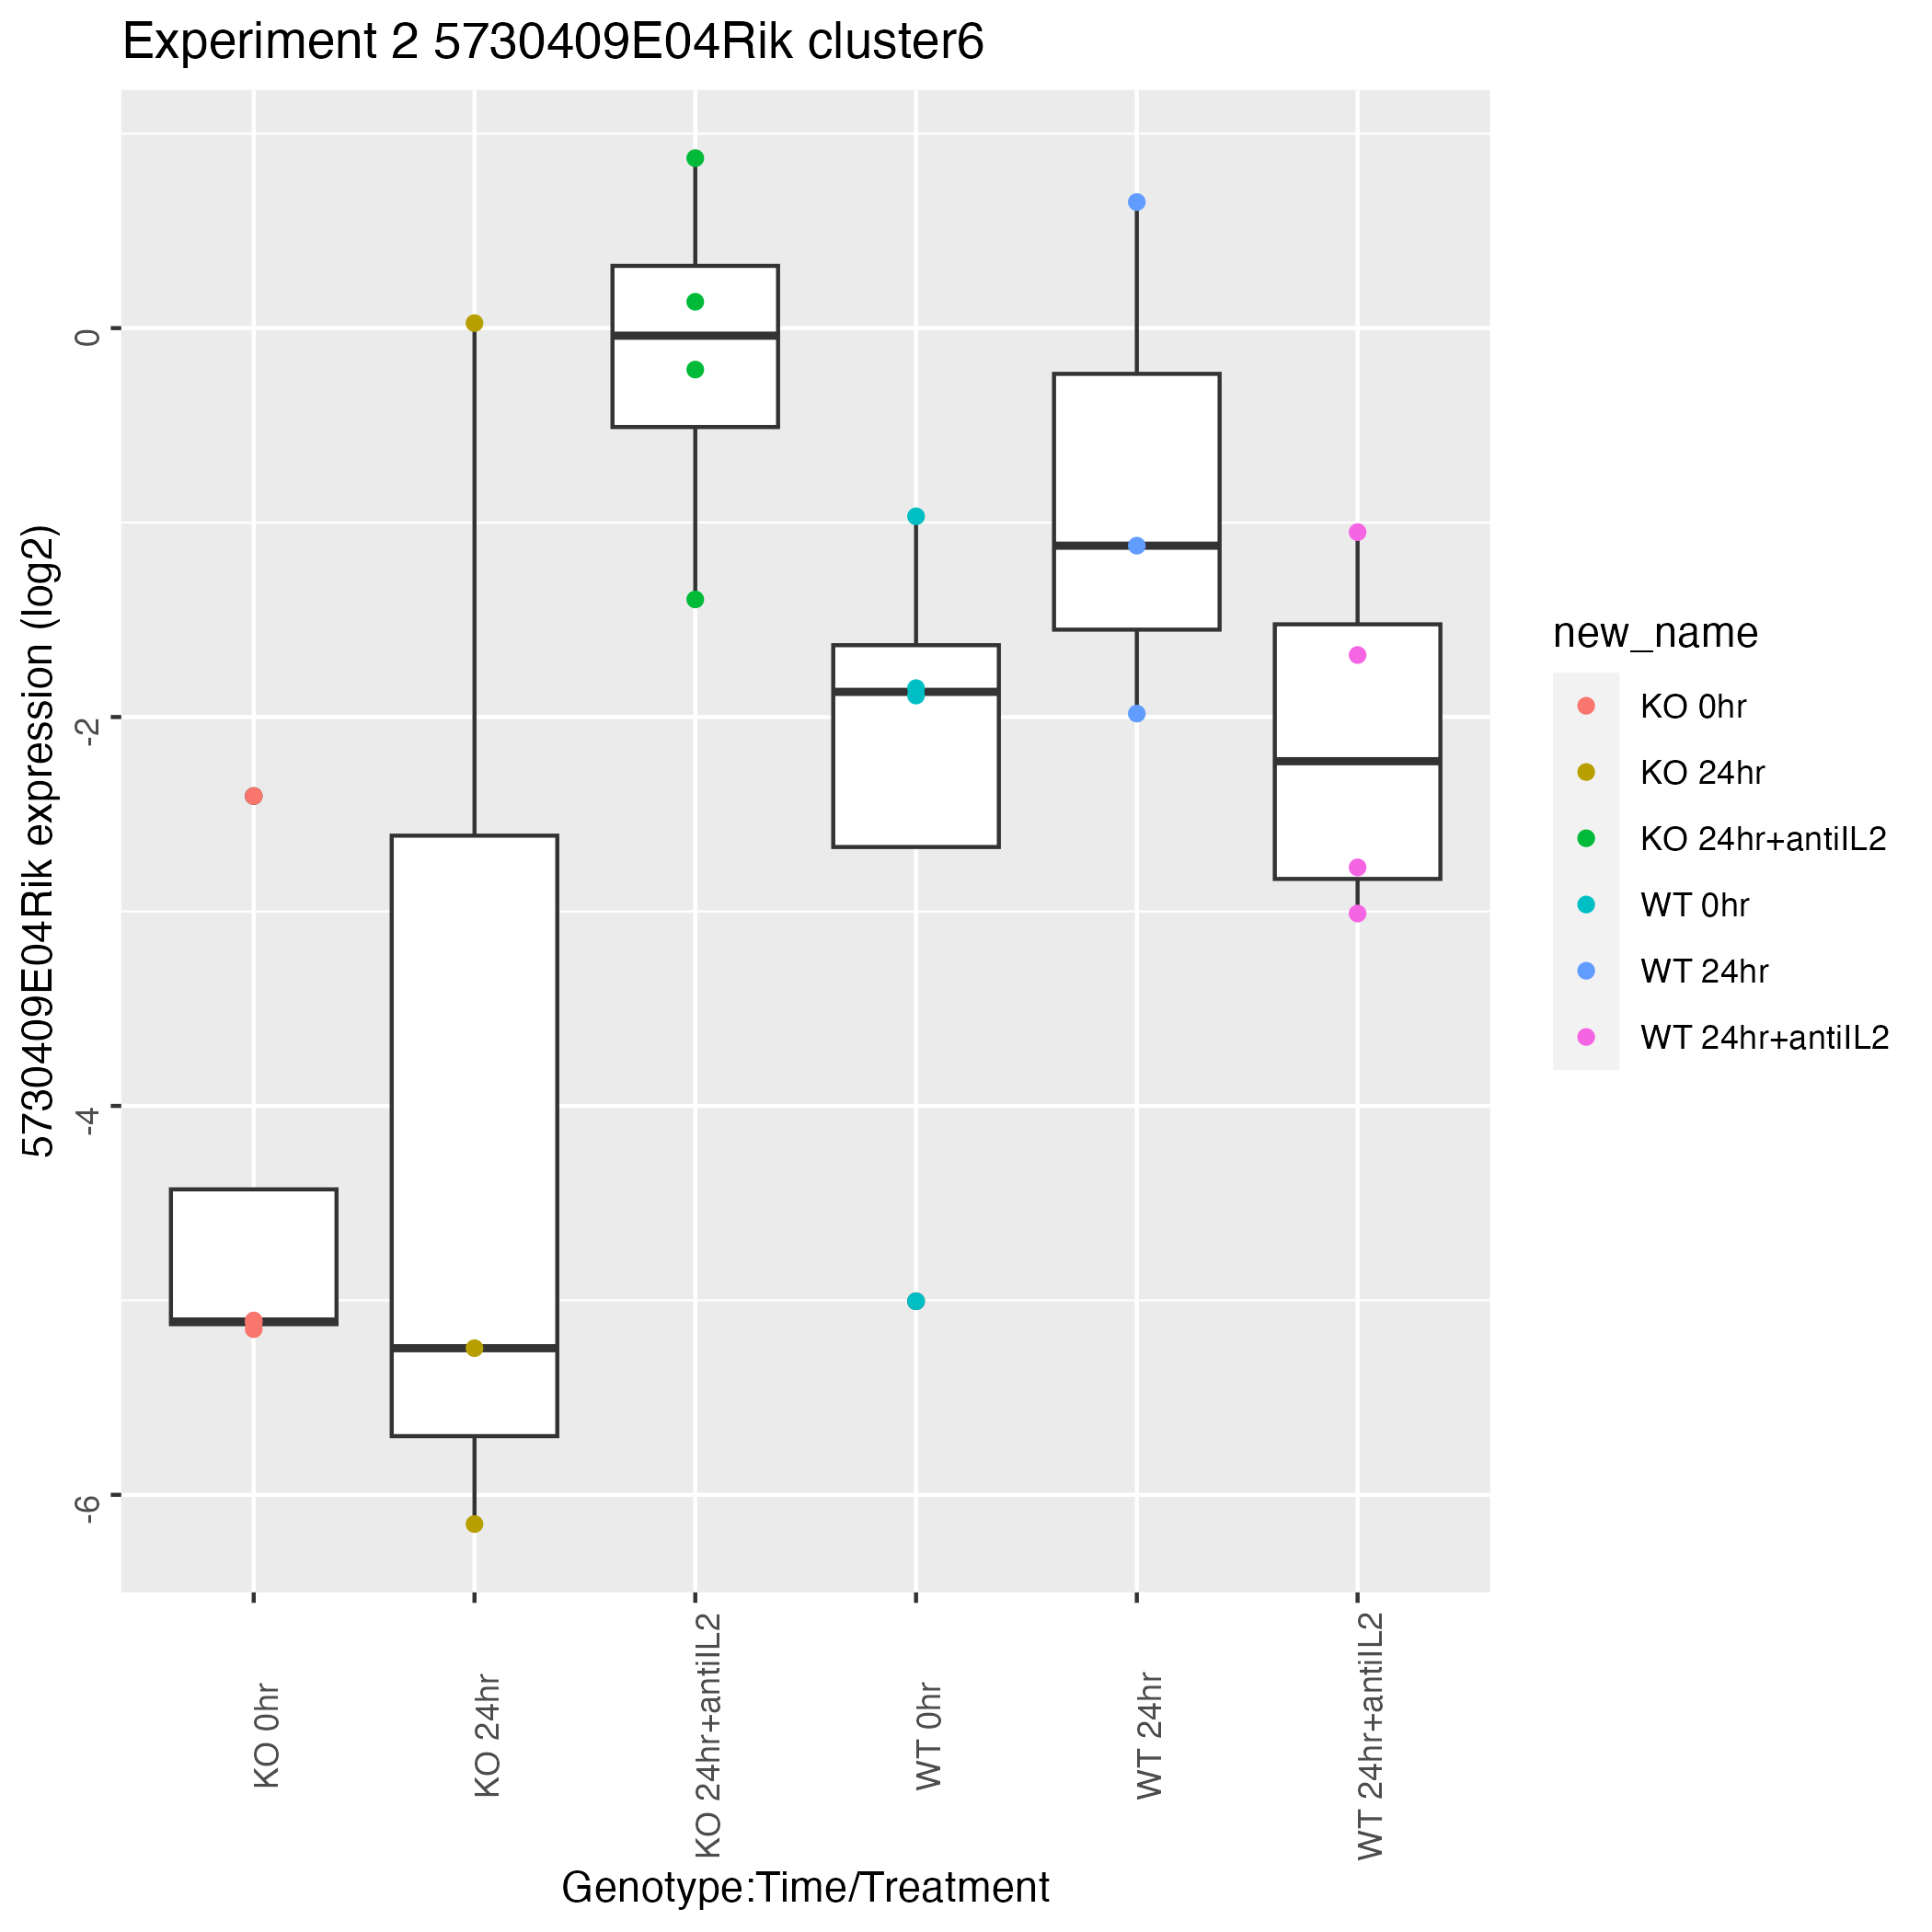 Experiment 2 5730409E04Rik cluster6
5730409E04Rik expression (log2)
0
-2
-4
-6
KO 0hr
KO 24hr
KO 24hr+antiIL2
WT 0hr
WT 24hr
WT 24hr+antiIL2
Genotype:Time/Treatment
new_name
KO 0hr
KO 24hr
KO 24hr+antiIL2
WT 0hr
WT 24hr
WT 24hr+antiIL2